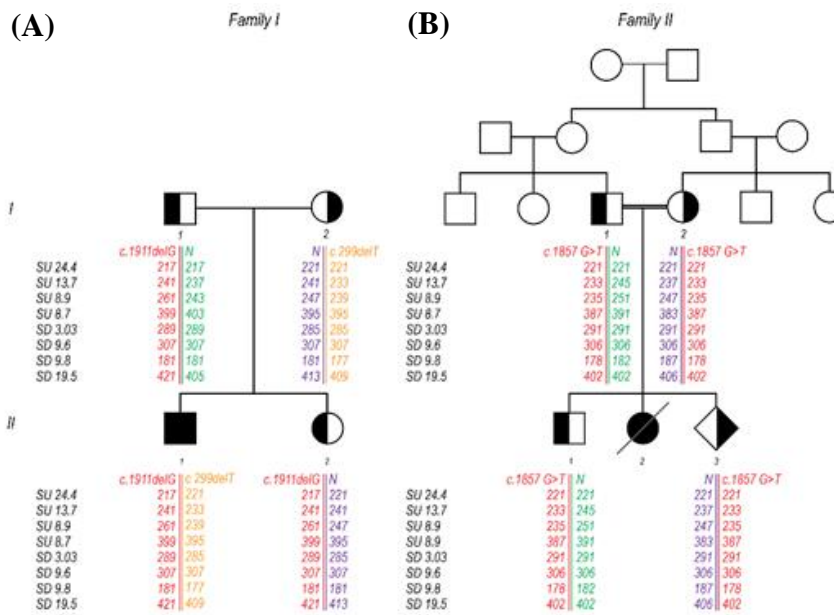 (A) Family I (B) Family II
I
1 2 1 2
c.1911delG N N c.299delT c.1857 G>T N N c.1857 G>T
SU 24.4 217 217 221 221 SU 24.4 221 221 221 221
SU 13.7 241 237 241 233 SU 13.7 233 245 237 233
SU 8.9 261 243 247 239 SU 8.9 235 251 247 235
SU 8.7 399 403 395 395 SU 8.7 387 391 383 387
SD 3.03 289 289 285 285 SD 3.03 291 291 291 291
SD 9.6 307 307 307 307 SD 9.6 306 306 306 306
SD 9.8 181 181 181 177 SD 9.8 178 182 187 178
SD 19.5 421 405 413 409 SD 19.5 402 402 406 402
II
1 2 1 2 3
c.1911delG c.299delT c.1911delG N c.1857 G>T N N c.1857 G>T
SU 24.4 217 221 217 221 SU 24.4 221 221 221 221
SU 13.7 241 233 241 241 SU 13.7 233 245 237 233
SU 8.9 261 239 261 247 SU 8.9 235 251 247 235
SU 8.7 399 395 399 395 SU 8.7 387 391 383 387
SD 3.03 289 285 289 285 SD 3.03 291 291 291 291
SD 9.6 307 307 307 307 SD 9.6 306 306 306 306
SD 9.8 181 177 181 181 SD 9.8 178 182 187 178
SD 19.5 421 409 421 413 SD 19.5 402 402 406 402